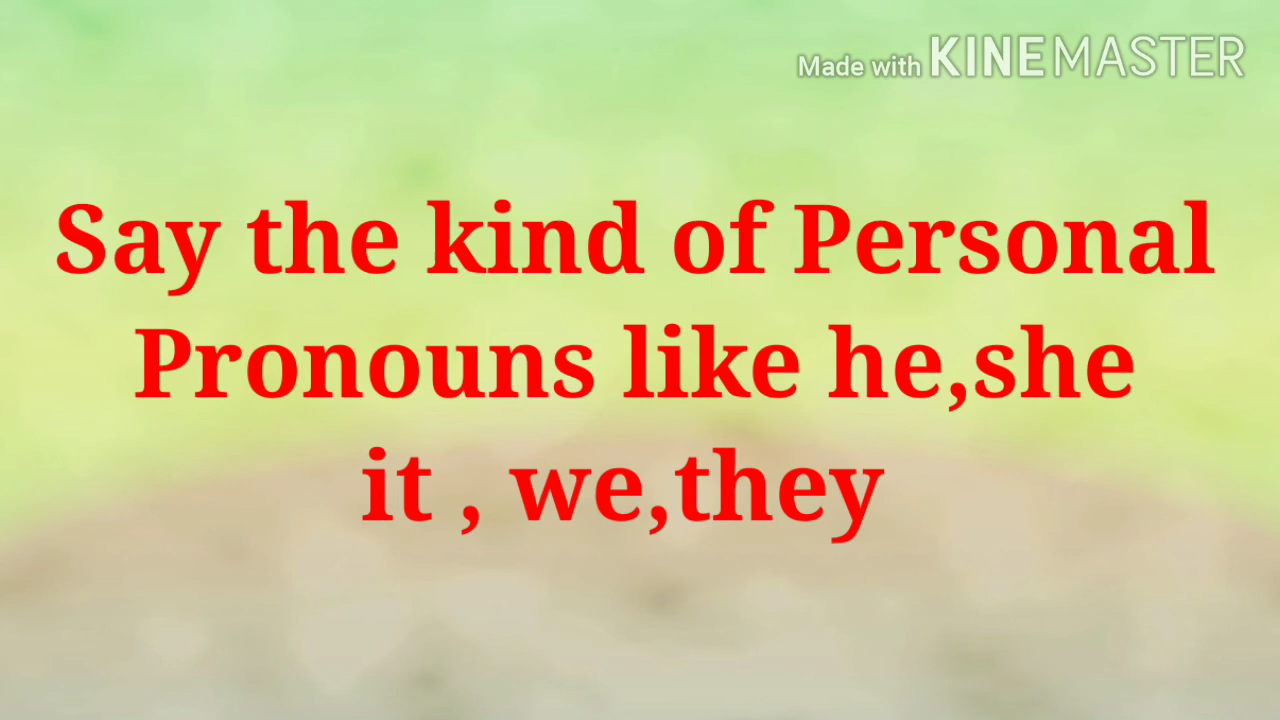 Made with KINEMASTER
Say the kind of Personal
Pronouns like he,she
it , we,they